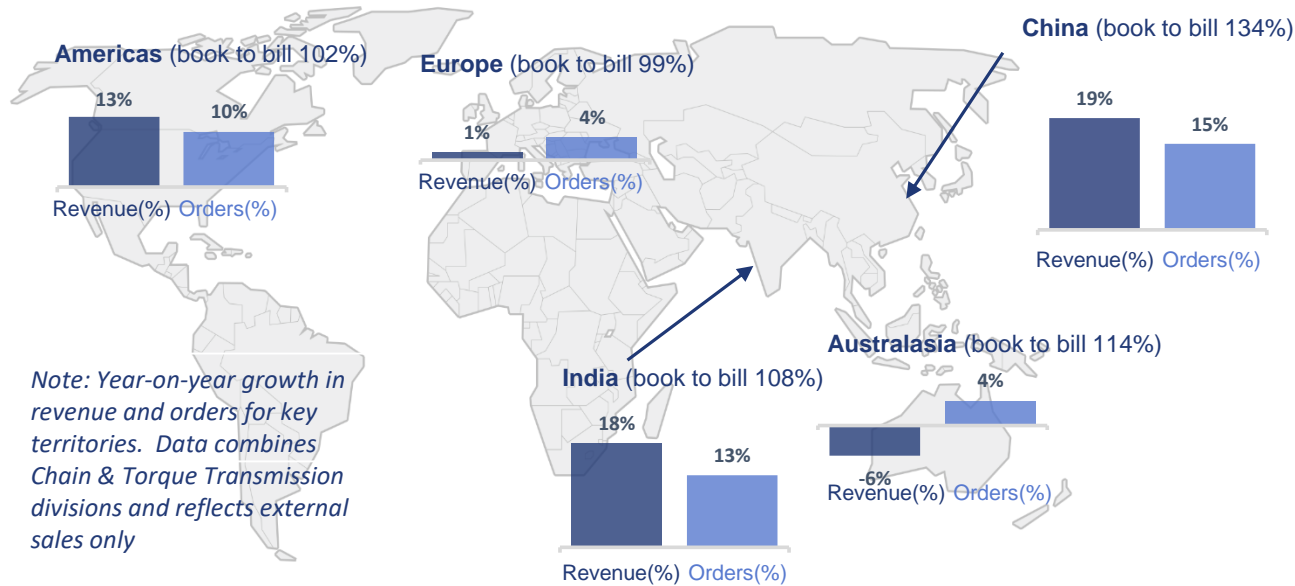 Americas (book to bill 102%)
13%
10%
Revenue(%) Orders(%)
Europe (book to bill 99%)
1%
4%
Revenue(%) Orders(%)
China (book to bill 134%)
19%
15%
Revenue(%) Orders(%)
Note: Year-on-year growth in
revenue and orders for key
territories. Data combines
Chain & Torque Transmission
divisions and reflects external
sales only
India (book to bill 108%)
18%
13%
Revenue(%) Orders(%)
Australasia (book to bill 114%)
4%
-6%
Revenue(%) Orders(%)